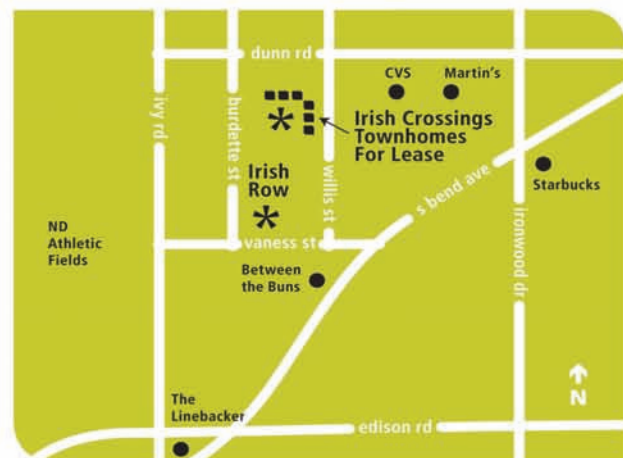 dunn rd
CVS
Martin's
ivy rd
burdette st
Irish Crossings
Townhomes
For Lease
Irish
Row
willis st
s bend ave
Starbucks
ND
Athletic
Fields
vaness st
ironwood dr
Between
the Buns
The
Linebacker
edison rd
N